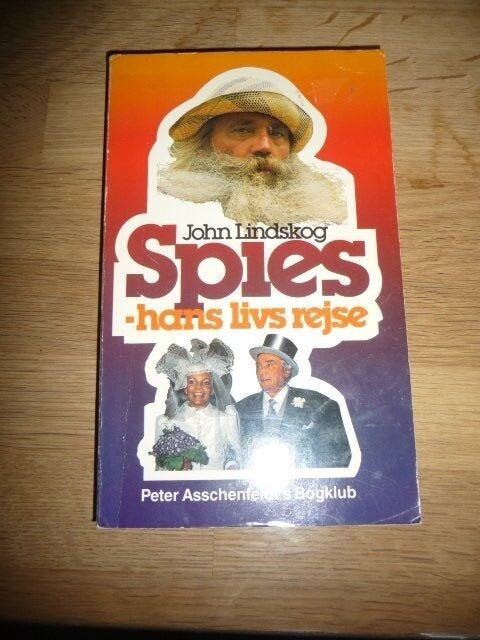 John Lindskog
Spies
-hans livs rejse
Peter Asschenfeldt's Bogklub